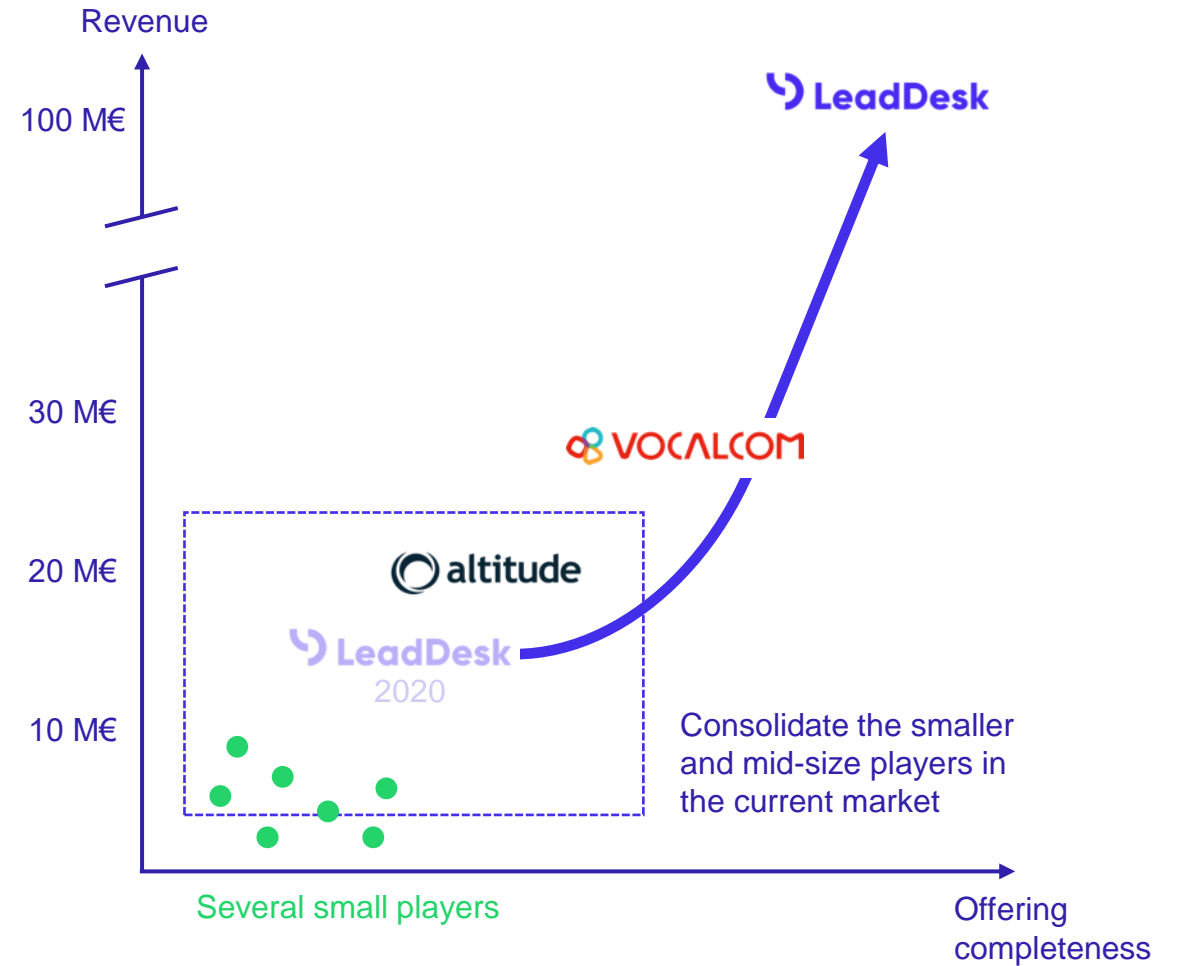 Revenue
100 M€
LeadDesk
30 M€
VOCALCOM
20 M€
altitude
LeadDesk
2020
10 M€
Consolidate the smaller
and mid-size players in
the current market
Several small players
Offering
completeness